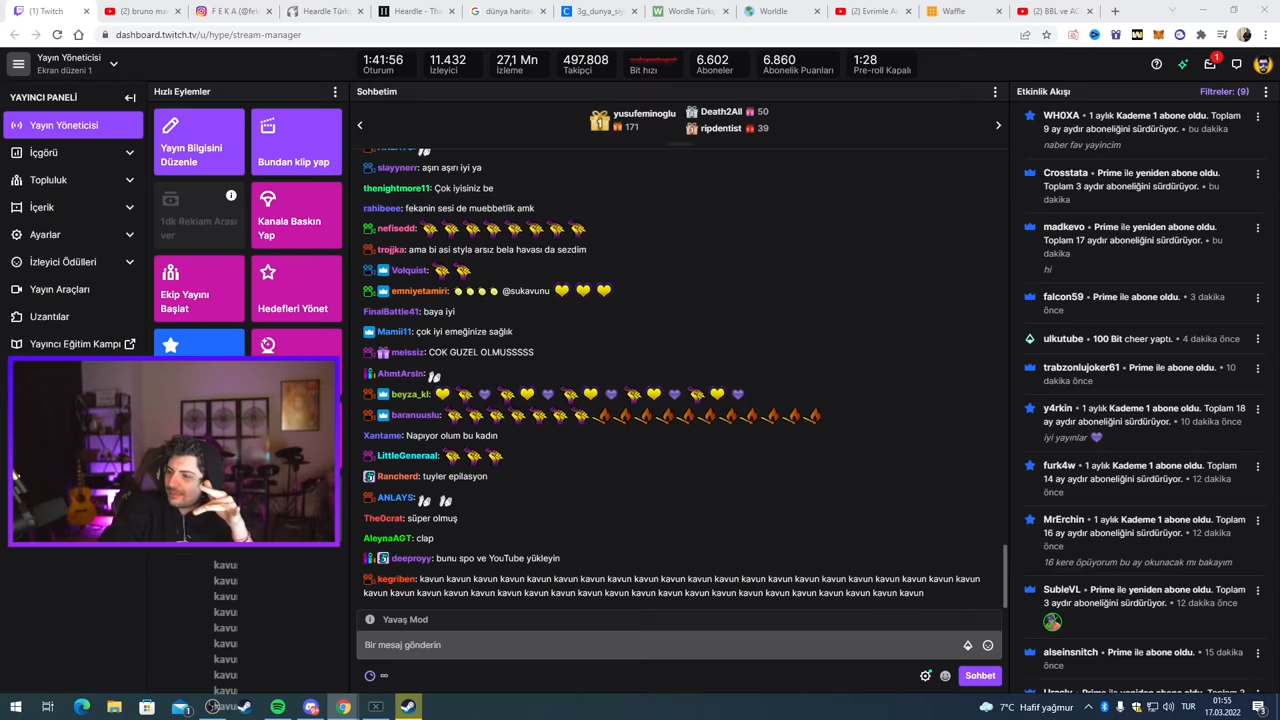 (1) Twitch
(2) bruno mar
F E K A (@fek
Heardle Türk
Heardle - The
dünya harita
3g_dunya_siy
Wordle Türkç
Worldle
(2) Evrimle A
Waffle
(2) BBL ve AC
dashboard.twitch.tv/u/hype/stream-manager
Yayın Yöneticisi
Ekran düzeni 1
1:41:56
Oturum
11.432
İzleyici
27,1 Mn
İzleme
497.808
Takipçi
Bit hızı
6.602
Aboneler
6.860
Abonelik Puanları
1:28
Pre-roll Kapalı
1
YAYINCI PANELİ
Yayın Yöneticisi
İçgörü
Topluluk
İçerik
Ayarlar
İzleyici Ödülleri
Yayın Araçları
Uzantılar
Yayıncı Eğitim Kampı
Hızlı Eylemler
Yayın Bilgisini
Düzenle
Bundan klip yap
1dk Reklam Arası
ver
Kanala Baskın
Yap
Ekip Yayını
Başlat
Hedefleri Yönet
kavun
kavun
kavun
kavun
kavun
kavun
kavun
kavun
kavun
kavun
Sohbetim
yusufeminoglu
171
Death2All 50
ripdentist 39
slayynerr: aşırı aşırı iyi ya
thenightmore11: Çok iyisiniz be
rahibeee: fekanin sesi de muebbetlik amk
nefisedd:
trojjka: ama bi asi styla arsız bela havası da sezdim
Volquist:
emniyetamiri: @sukavunu
FinalBattle41: baya iyi
Mamii11: çok iyi emeğinize sağlık
melssiz: COK GUZEL OLMUSSSSS
AhmtArsin:
beyza_kl:
baranuuslu:
Xantame: Napıyor olum bu kadın
LittleGeneraal:
Rancherd: tuyler epilasyon
ANLAYS:
The0crat: süper olmuş
AleynaAGT: clap
deeproyy: bunu spo ve YouTube yükleyin
kegriben: kavun kavun kavun kavun kavun kavun kavun kavun kavun kavun kavun kavun kavun kavun kavun kavun kavun kavun kavun kavun kavun
kavun kavun kavun kavun kavun kavun kavun kavun kavun kavun kavun kavun kavun kavun kavun kavun kavun kavun kavun kavun kavun
Yavaş Mod
Bir mesaj gönderin
Sohbet
Etkinlik Akışı
Filtreler: (9)
WH0XA • 1 aylık Kademe 1 abone oldu. Toplam
9 ay aydır aboneliğini sürdürüyor. • bu dakika
naber fav yayincim
Crosstata • Prime ile yeniden abone oldu.
Toplam 3 aydır aboneliğini sürdürüyor. • bu
dakika
madkevo • Prime ile yeniden abone oldu.
Toplam 17 aydır aboneliğini sürdürüyor. • bu
dakika
hi
falcon59 • Prime ile abone oldu. • 3 dakika
önce
ulkutube • 100 Bit cheer yaptı. • 4 dakika önce
trabzonlujoker61 • Prime ile abone oldu. • 10
dakika önce
y4rkin • 1 aylık Kademe 1 abone oldu. Toplam 18
ay aydır aboneliğini sürdürüyor. • 10 dakika önce
iyi yayınlar
furk4w • 1 aylık Kademe 1 abone oldu. Toplam
14 ay aydır aboneliğini sürdürüyor. • 12 dakika
önce
MrErchin • 1 aylık Kademe 1 abone oldu. Toplam
16 ay aydır aboneliğini sürdürüyor. • 12 dakika
önce
16 kere öpüyorum bu ay okunacak mı bakayım
SubleVL • Prime ile yeniden abone oldu. Toplam
3 aydır aboneliğini sürdürüyor. • 12 dakika önce
alseinsnitch • Prime ile abone oldu. • 15 dakika
önce
7°C Hafif yağmur
TUR
01:55
17.03.2022
3